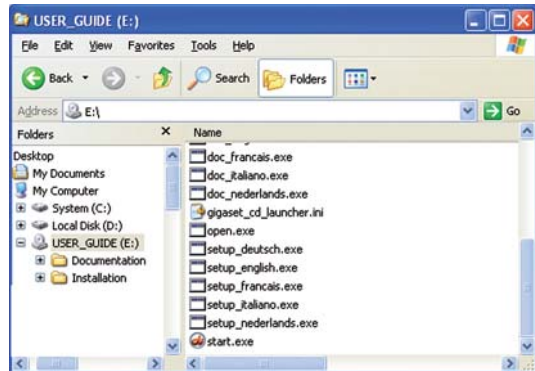 USER_GUIDE (E:)
File Edit View Favorites Tools Help
Back Search Folders
Address E:\ Go
Folders x Name
Desktop
My Documents
My Computer
System (C:)
Local Disk (D:)
USER_GUIDE (E:)
Documentation
Installation
doc_francais.exe
doc_italiano.exe
doc_nederlands.exe
gigaset_cd_launcher.ini
open.exe
setup_deutsch.exe
setup_english.exe
setup_francais.exe
setup_italiano.exe
setup_nederlands.exe
start.exe